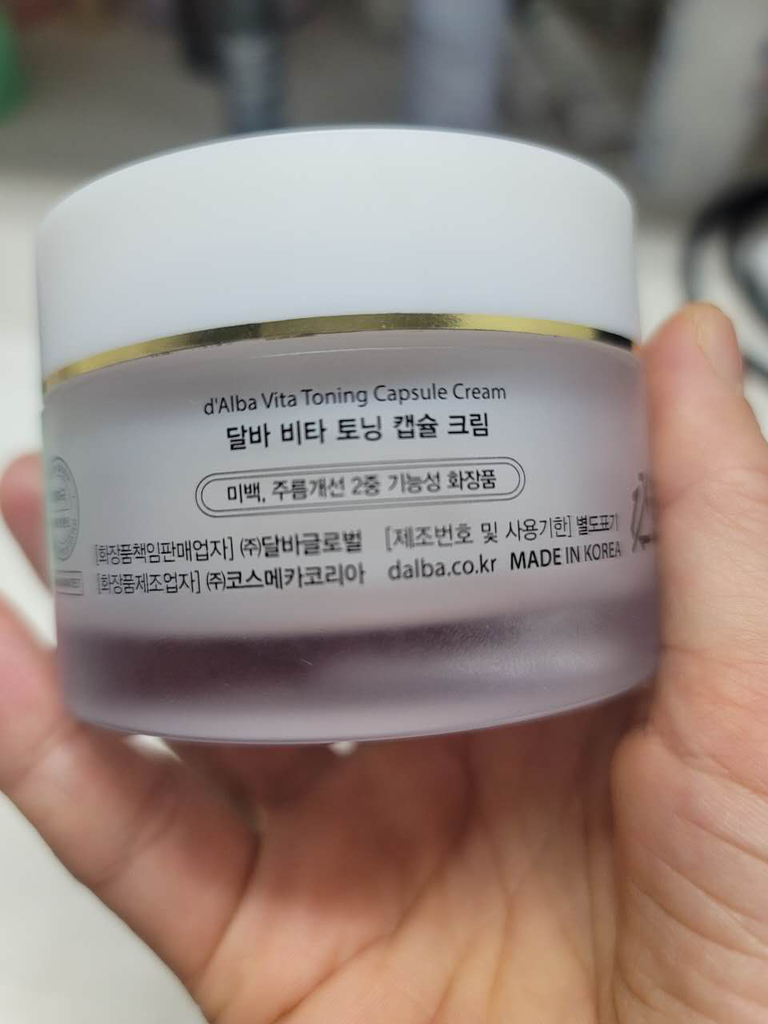 d'Alba Vita Toning Capsule Cream
달바 비타 토닝 캡슐 크림
미백, 주름개선 2중 기능성 화장품
[화장품책임판매업자] ㈜달바글로벌 [제조번호 및 사용기한] 별도표기
[화장품제조업자] ㈜코스메카코리아 dalba.co.kr MADE IN KOREA